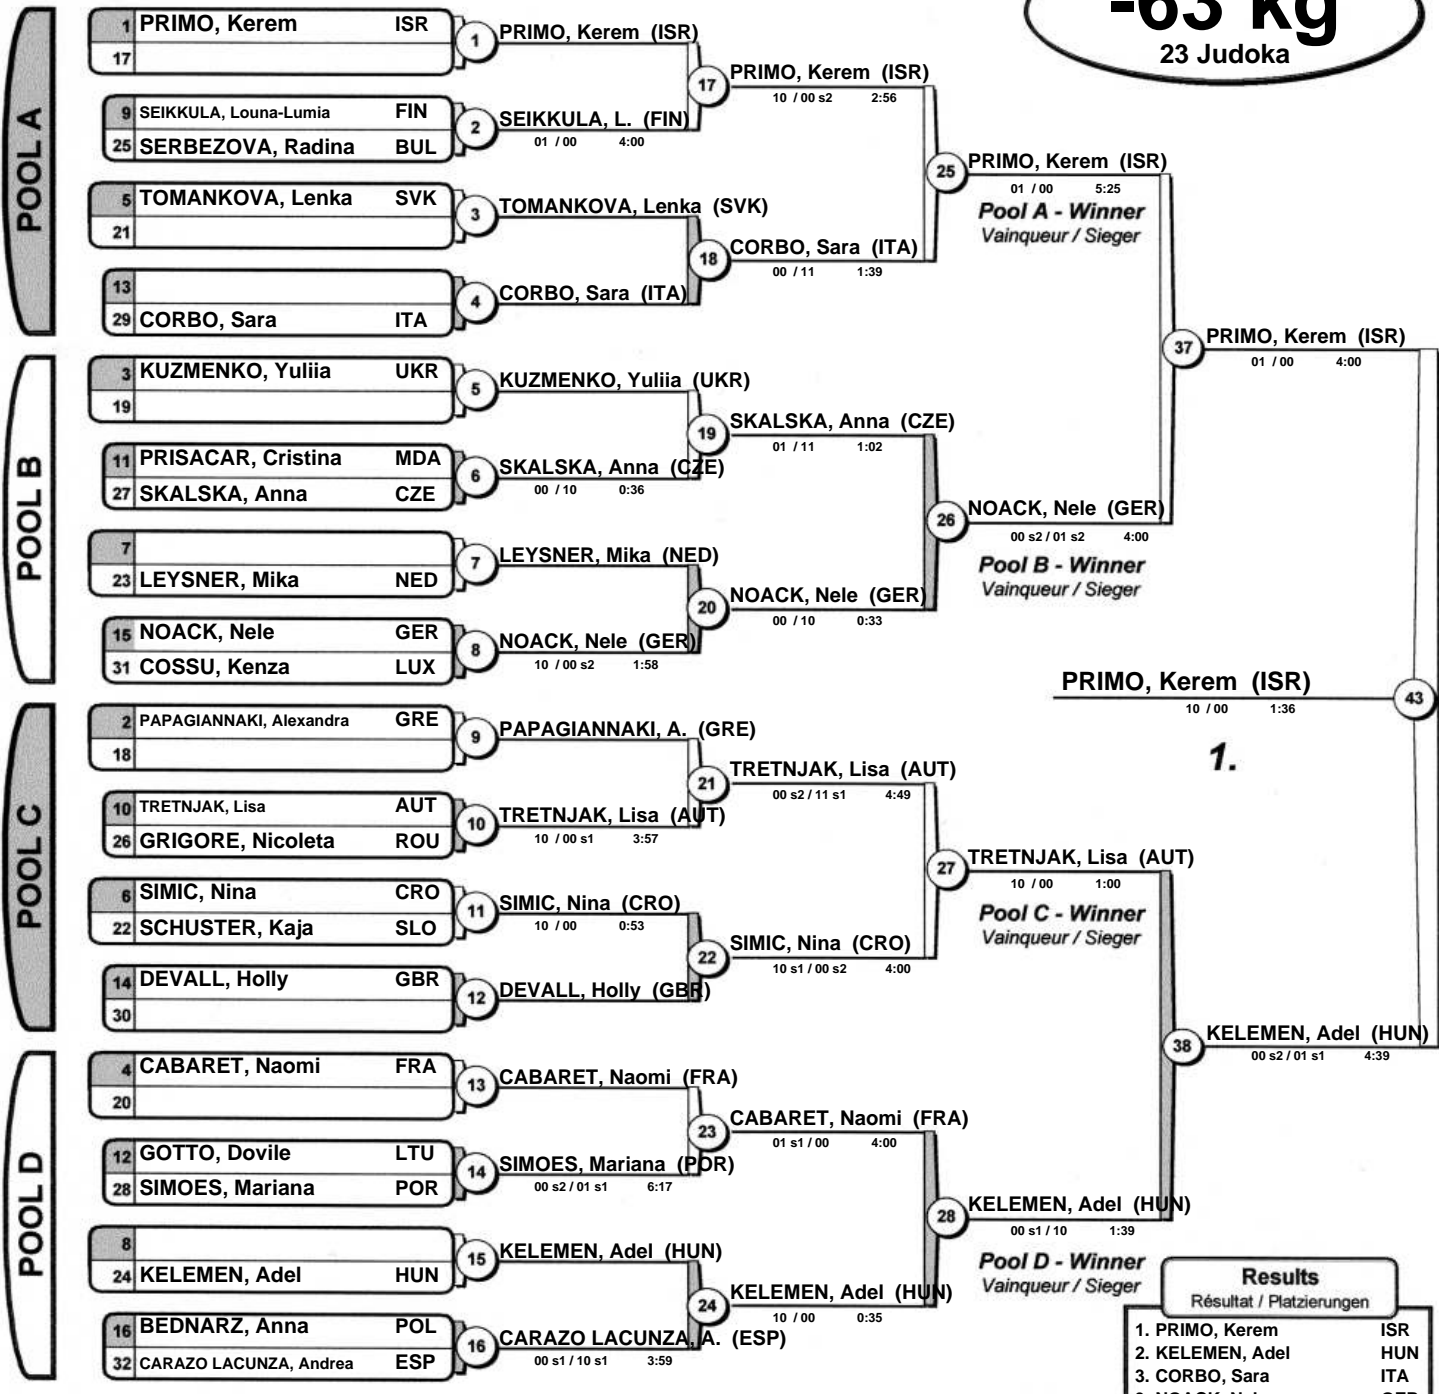 -63 kg
23 Judoka
POOL A
1 PRIMO, Kerem ISR
17
9 SEIKKULA, Louna-Lumia FIN
25 SERBEZOVA, Radina BUL
5 TOMANKOVA, Lenka SVK
21
13
29 CORBO, Sara ITA
1 PRIMO, Kerem (ISR)
2 SEIKKULA, L. (FIN)
01 / 00 4:00
3 TOMANKOVA, Lenka (SVK)
4 CORBO, Sara (ITA)
17 PRIMO, Kerem (ISR)
10 / 00 s2 2:56
18 CORBO, Sara (ITA)
00 / 11 1:39
25 PRIMO, Kerem (ISR)
01 / 00 5:25
Pool A - Winner
Vainqueur / Sieger
POOL B
3 KUZMENKO, Yuliia UKR
19
11 PRISACAR, Cristina MDA
27 SKALSKA, Anna CZE
7
23 LEYSNER, Mika NED
15 NOACK, Nele GER
31 COSSU, Kenza LUX
5 KUZMENKO, Yuliia (UKR)
6 SKALSKA, Anna (CZE)
00 / 10 0:36
7 LEYSNER, Mika (NED)
8 NOACK, Nele (GER)
10 / 00 s2 1:58
19 SKALSKA, Anna (CZE)
01 / 11 1:02
20 NOACK, Nele (GER)
00 / 10 0:33
26 NOACK, Nele (GER)
00 s2 / 01 s2 4:00
Pool B - Winner
Vainqueur / Sieger
37 PRIMO, Kerem (ISR)
01 / 00 4:00
PRIMO, Kerem (ISR) 43
10 / 00 1:36
1.
POOL C
2 PAPAGIANNAKI, Alexandra GRE
18
10 TRETNJAK, Lisa AUT
26 GRIGORE, Nicoleta ROU
6 SIMIC, Nina CRO
22 SCHUSTER, Kaja SLO
14 DEVALL, Holly GBR
30
9 PAPAGIANNAKI, A. (GRE)
10 TRETNJAK, Lisa (AUT)
10 / 00 s1 3:57
11 SIMIC, Nina (CRO)
10 / 00 0:53
12 DEVALL, Holly (GBR)
21 TRETNJAK, Lisa (AUT)
00 s2 / 11 s1 4:49
22 SIMIC, Nina (CRO)
10 s1 / 00 s2 4:00
27 TRETNJAK, Lisa (AUT)
10 / 00 1:00
Pool C - Winner
Vainqueur / Sieger
POOL D
4 CABARET, Naomi FRA
20
12 GOTTO, Dovile LTU
28 SIMOES, Mariana POR
8
24 KELEMEN, Adel HUN
16 BEDNARZ, Anna POL
32 CARAZO LACUNZA, Andrea ESP
13 CABARET, Naomi (FRA)
14 SIMOES, Mariana (POR)
00 s2 / 01 s1 6:17
15 KELEMEN, Adel (HUN)
16 CARAZO LACUNZA, A. (ESP)
00 s1 / 10 s1 3:59
23 CABARET, Naomi (FRA)
01 s1 / 00 4:00
24 KELEMEN, Adel (HUN)
10 / 00 0:35
28 KELEMEN, Adel (HUN)
00 s1 / 10 1:39
Pool D - Winner
Vainqueur / Sieger
38 KELEMEN, Adel (HUN)
00 s2 / 01 s1 4:39
Results
Résultat / Platzierungen
1. PRIMO, Kerem ISR
2. KELEMEN, Adel HUN
3. CORBO, Sara ITA